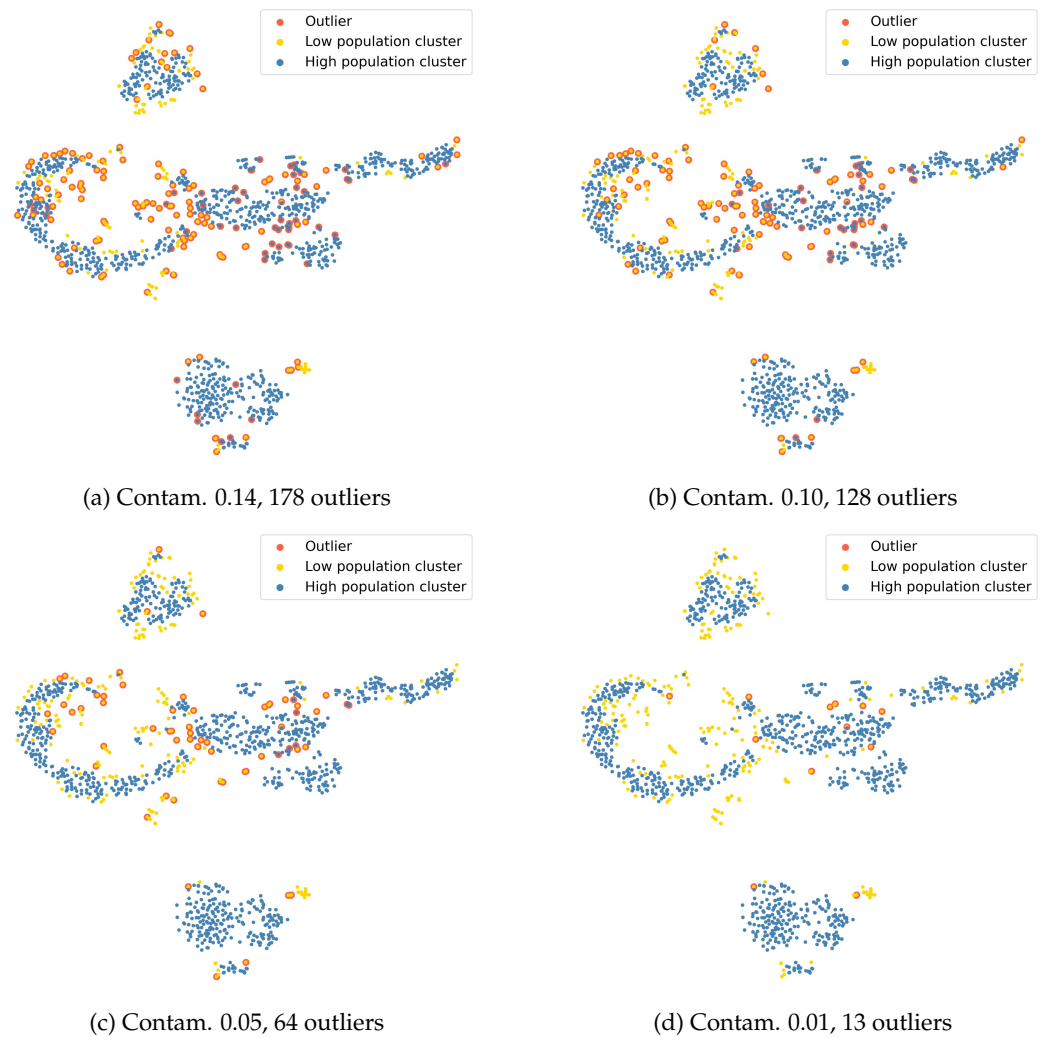 Outlier
Low population cluster
High population cluster
Outlier
Low population cluster
High population cluster
(a) Contam. 0.14, 178 outliers
(b) Contam. 0.10, 128 outliers
Outlier
Low population cluster
High population cluster
Outlier
Low population cluster
High population cluster
(c) Contam. 0.05, 64 outliers
(d) Contam. 0.01, 13 outliers